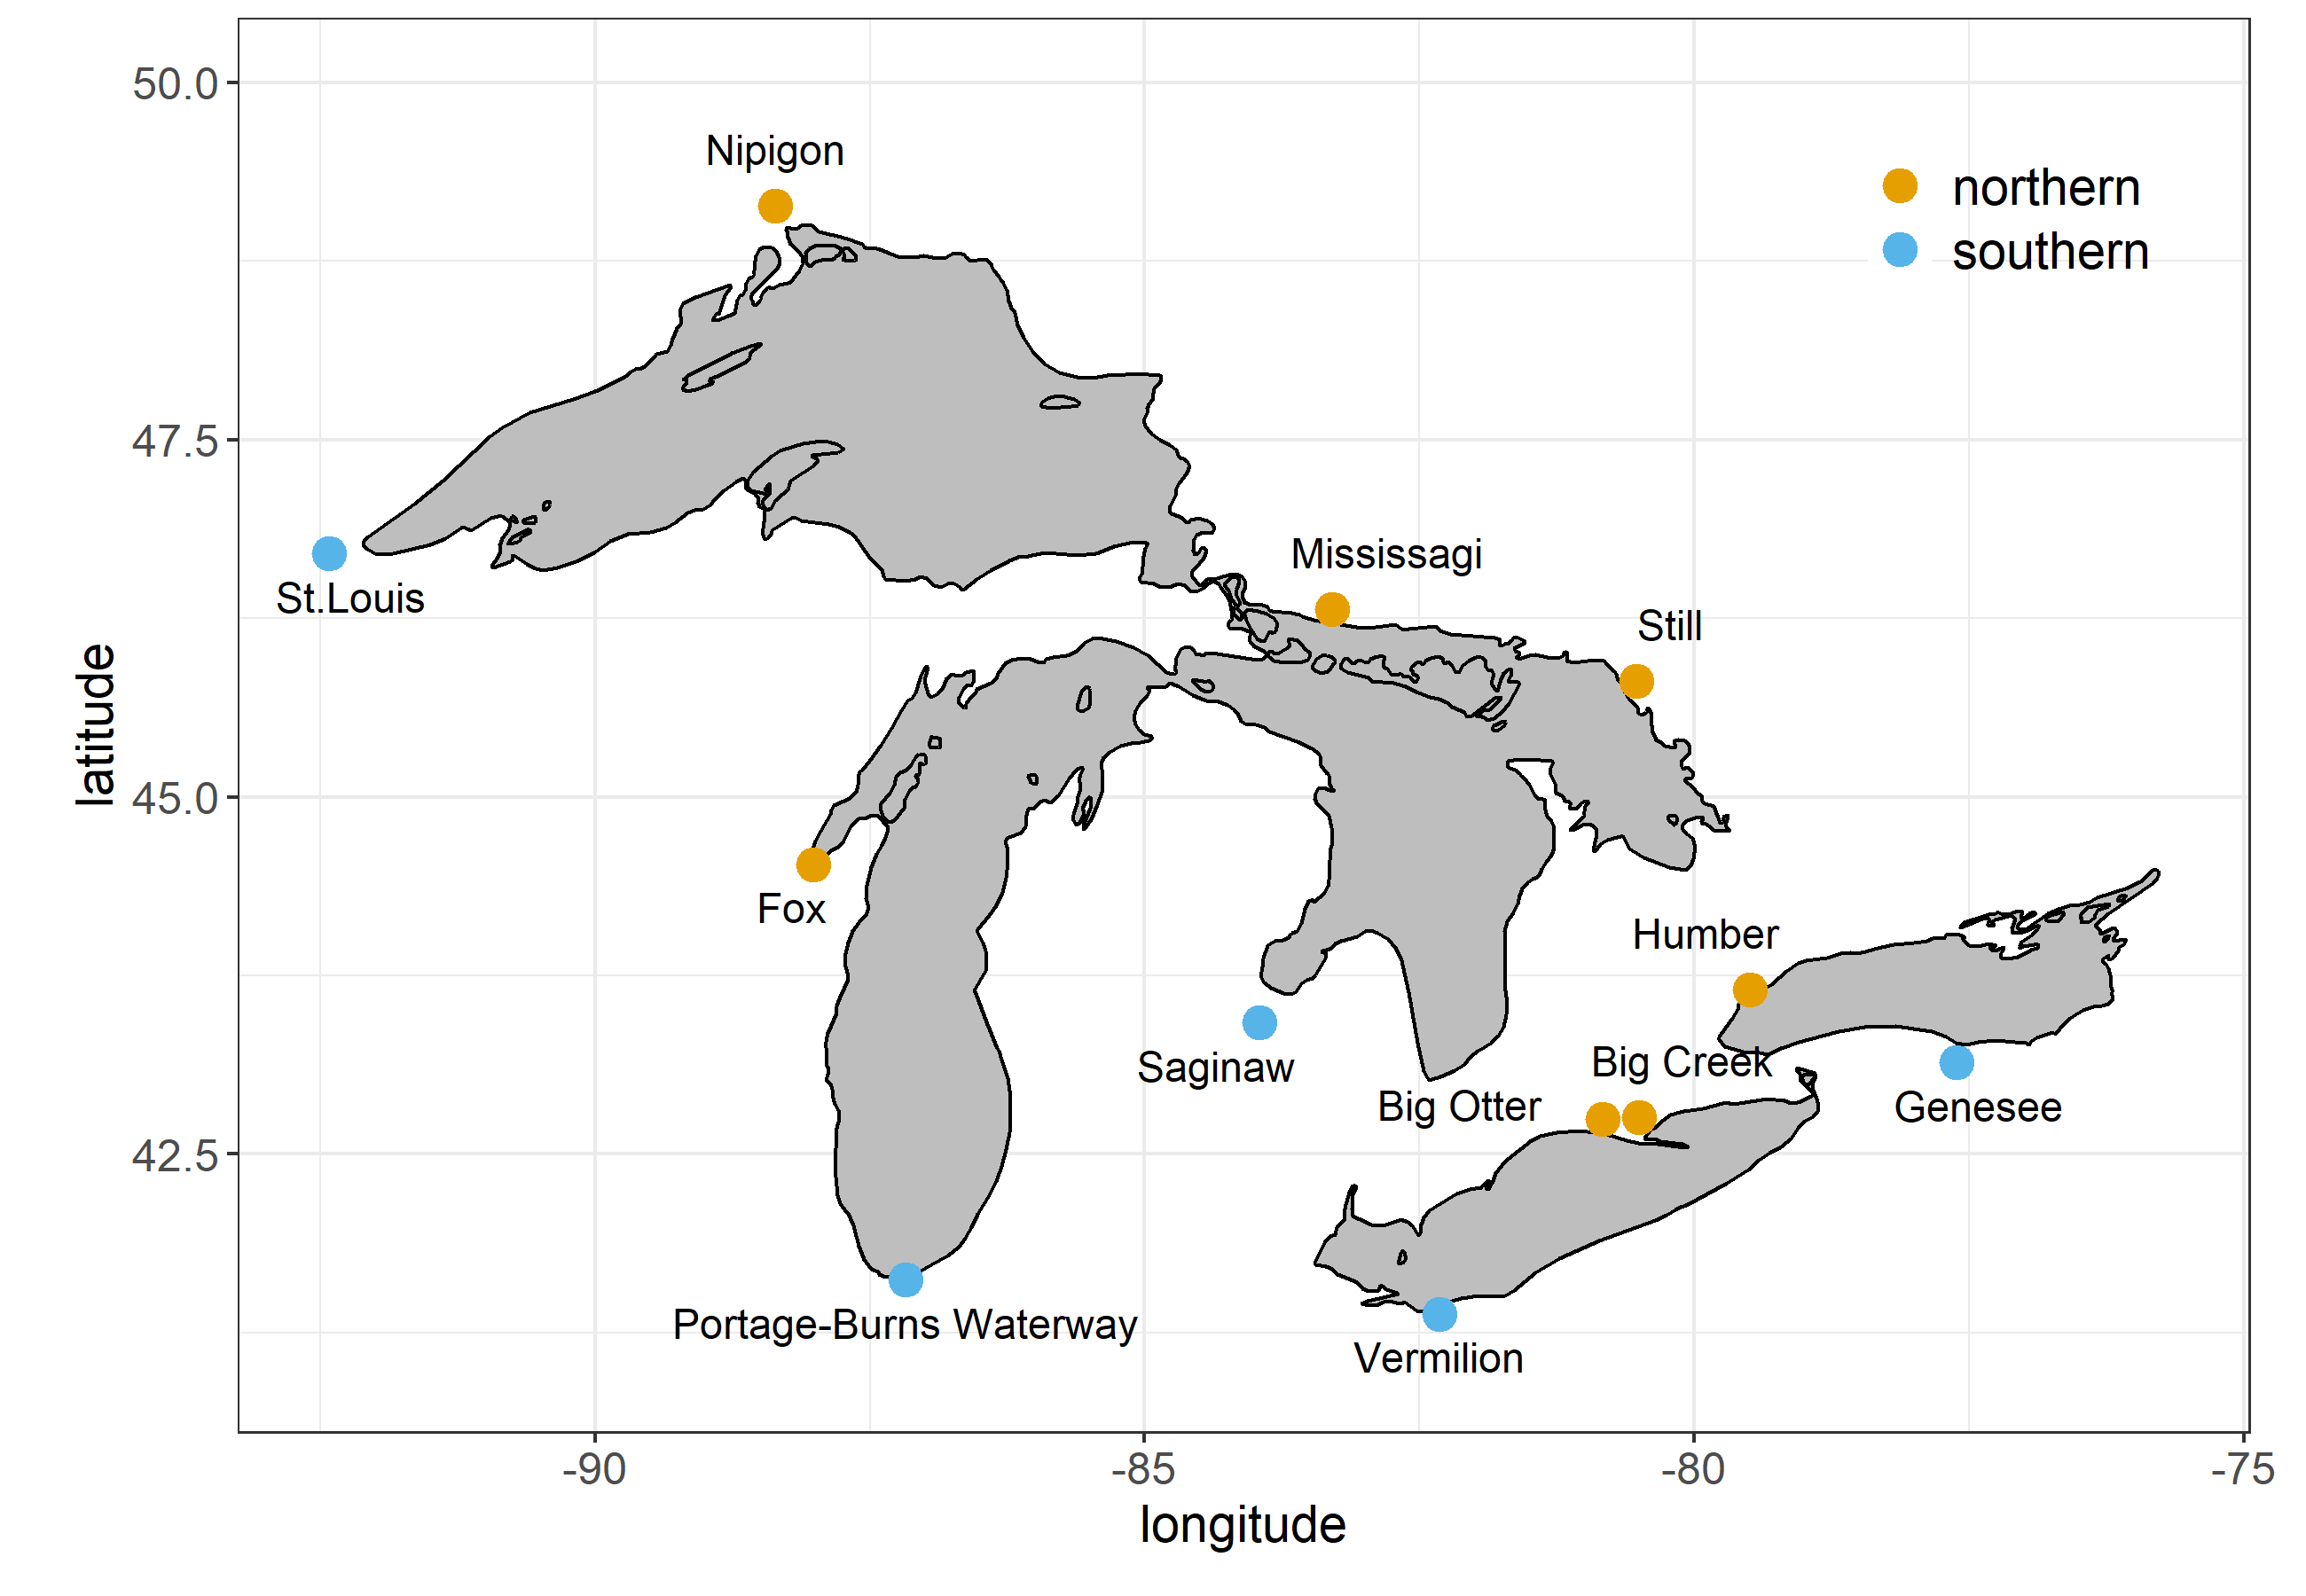 50.0
Nipigon
northern
southern
47.5
Mississagi
St.Louis
Still
latitude
45.0
Fox
Humber
Saginaw
Big Creek
Big Otter
Genesee
42.5
Portage-Burns Waterway
Vermilion
-90
-85
-80
-75
longitude